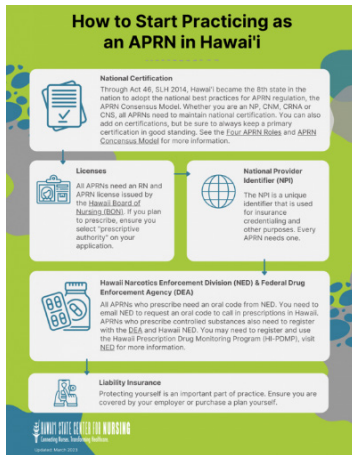 How to Start Practicing as
an APRN in Hawai'i
National Certification
Through Act 46, SLH 2014, Hawai'i became the 8th state in the
nation to adopt the national best practices for APRN regulation, the
APRN Consensus Model. Whether you are an NP, CNM, CRNA or
CNS, all APRNs need to maintain national certification. You can also
add on certifications, but be sure to always keep a primary
certification in good standing. See the Four APRN Roles and APRN
Concensus Model for more information.
Licenses
All APRNs need an RN and
APRN license issued by
the Hawaii Board of
Nursing (BON). If you plan
to prescribe, ensure you
select "prescriptive
authority" on your
application.
National Provider
Identifier (NPI)
The NPI is a unique
identifier that is used
for insurance
credentialing and
other purposes. Every
APRN needs one.
Hawaii Narcotics Enforcement Division (NED) & Federal Drug
Enforcement Agency (DEA)
All APRNs who prescribe need an oral code from NED. You need to
email NED to request an oral code to call in prescriptions in Hawaii.
APRNs who prescribe controlled substances also need to register
with the DEA and Hawaii NED. You may need to register and use
the Hawaii Prescription Drug Monitoring Program (HI-PDMP), visit
NED for more information.
Liability Insurance
Protecting yourself is an important part of practice. Ensure you are
covered by your employer or purchase a plan yourself.
HAWAI'I STATE CENTER FOR NURSING
Connecting Nurses. Transforming Healthcare.
Updated: March 2023